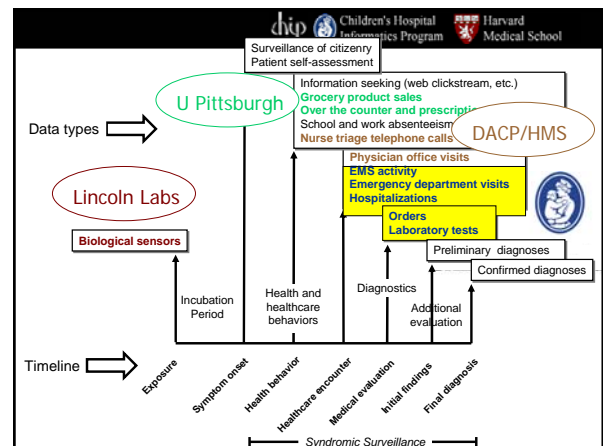 chip Children's Hospital Informatics Program Harvard Medical School
Surveillance of citizenry
Patient self-assessment
U Pittsburgh
Information seeking (web clickstream, etc.)
Grocery product sales
Over the counter and prescriptio
School and work absenteeism
Nurse triage telephone calls
DACP/HMS
Data types
Physician office visits
EMS activity
Emergency department visits
Hospitalizations
Lincoln Labs
Orders
Laboratory tests
Biological sensors
Preliminary diagnoses
Confirmed diagnoses
Incubation
Period
Health and
healthcare
behaviors
Diagnostics
Additional
evaluation
Timeline
Exposure
Symptom onset
Health behavior
Healthcare encounter
Medical evaluation
Initial findings
Final diagnosis
Syndromic Surveillance